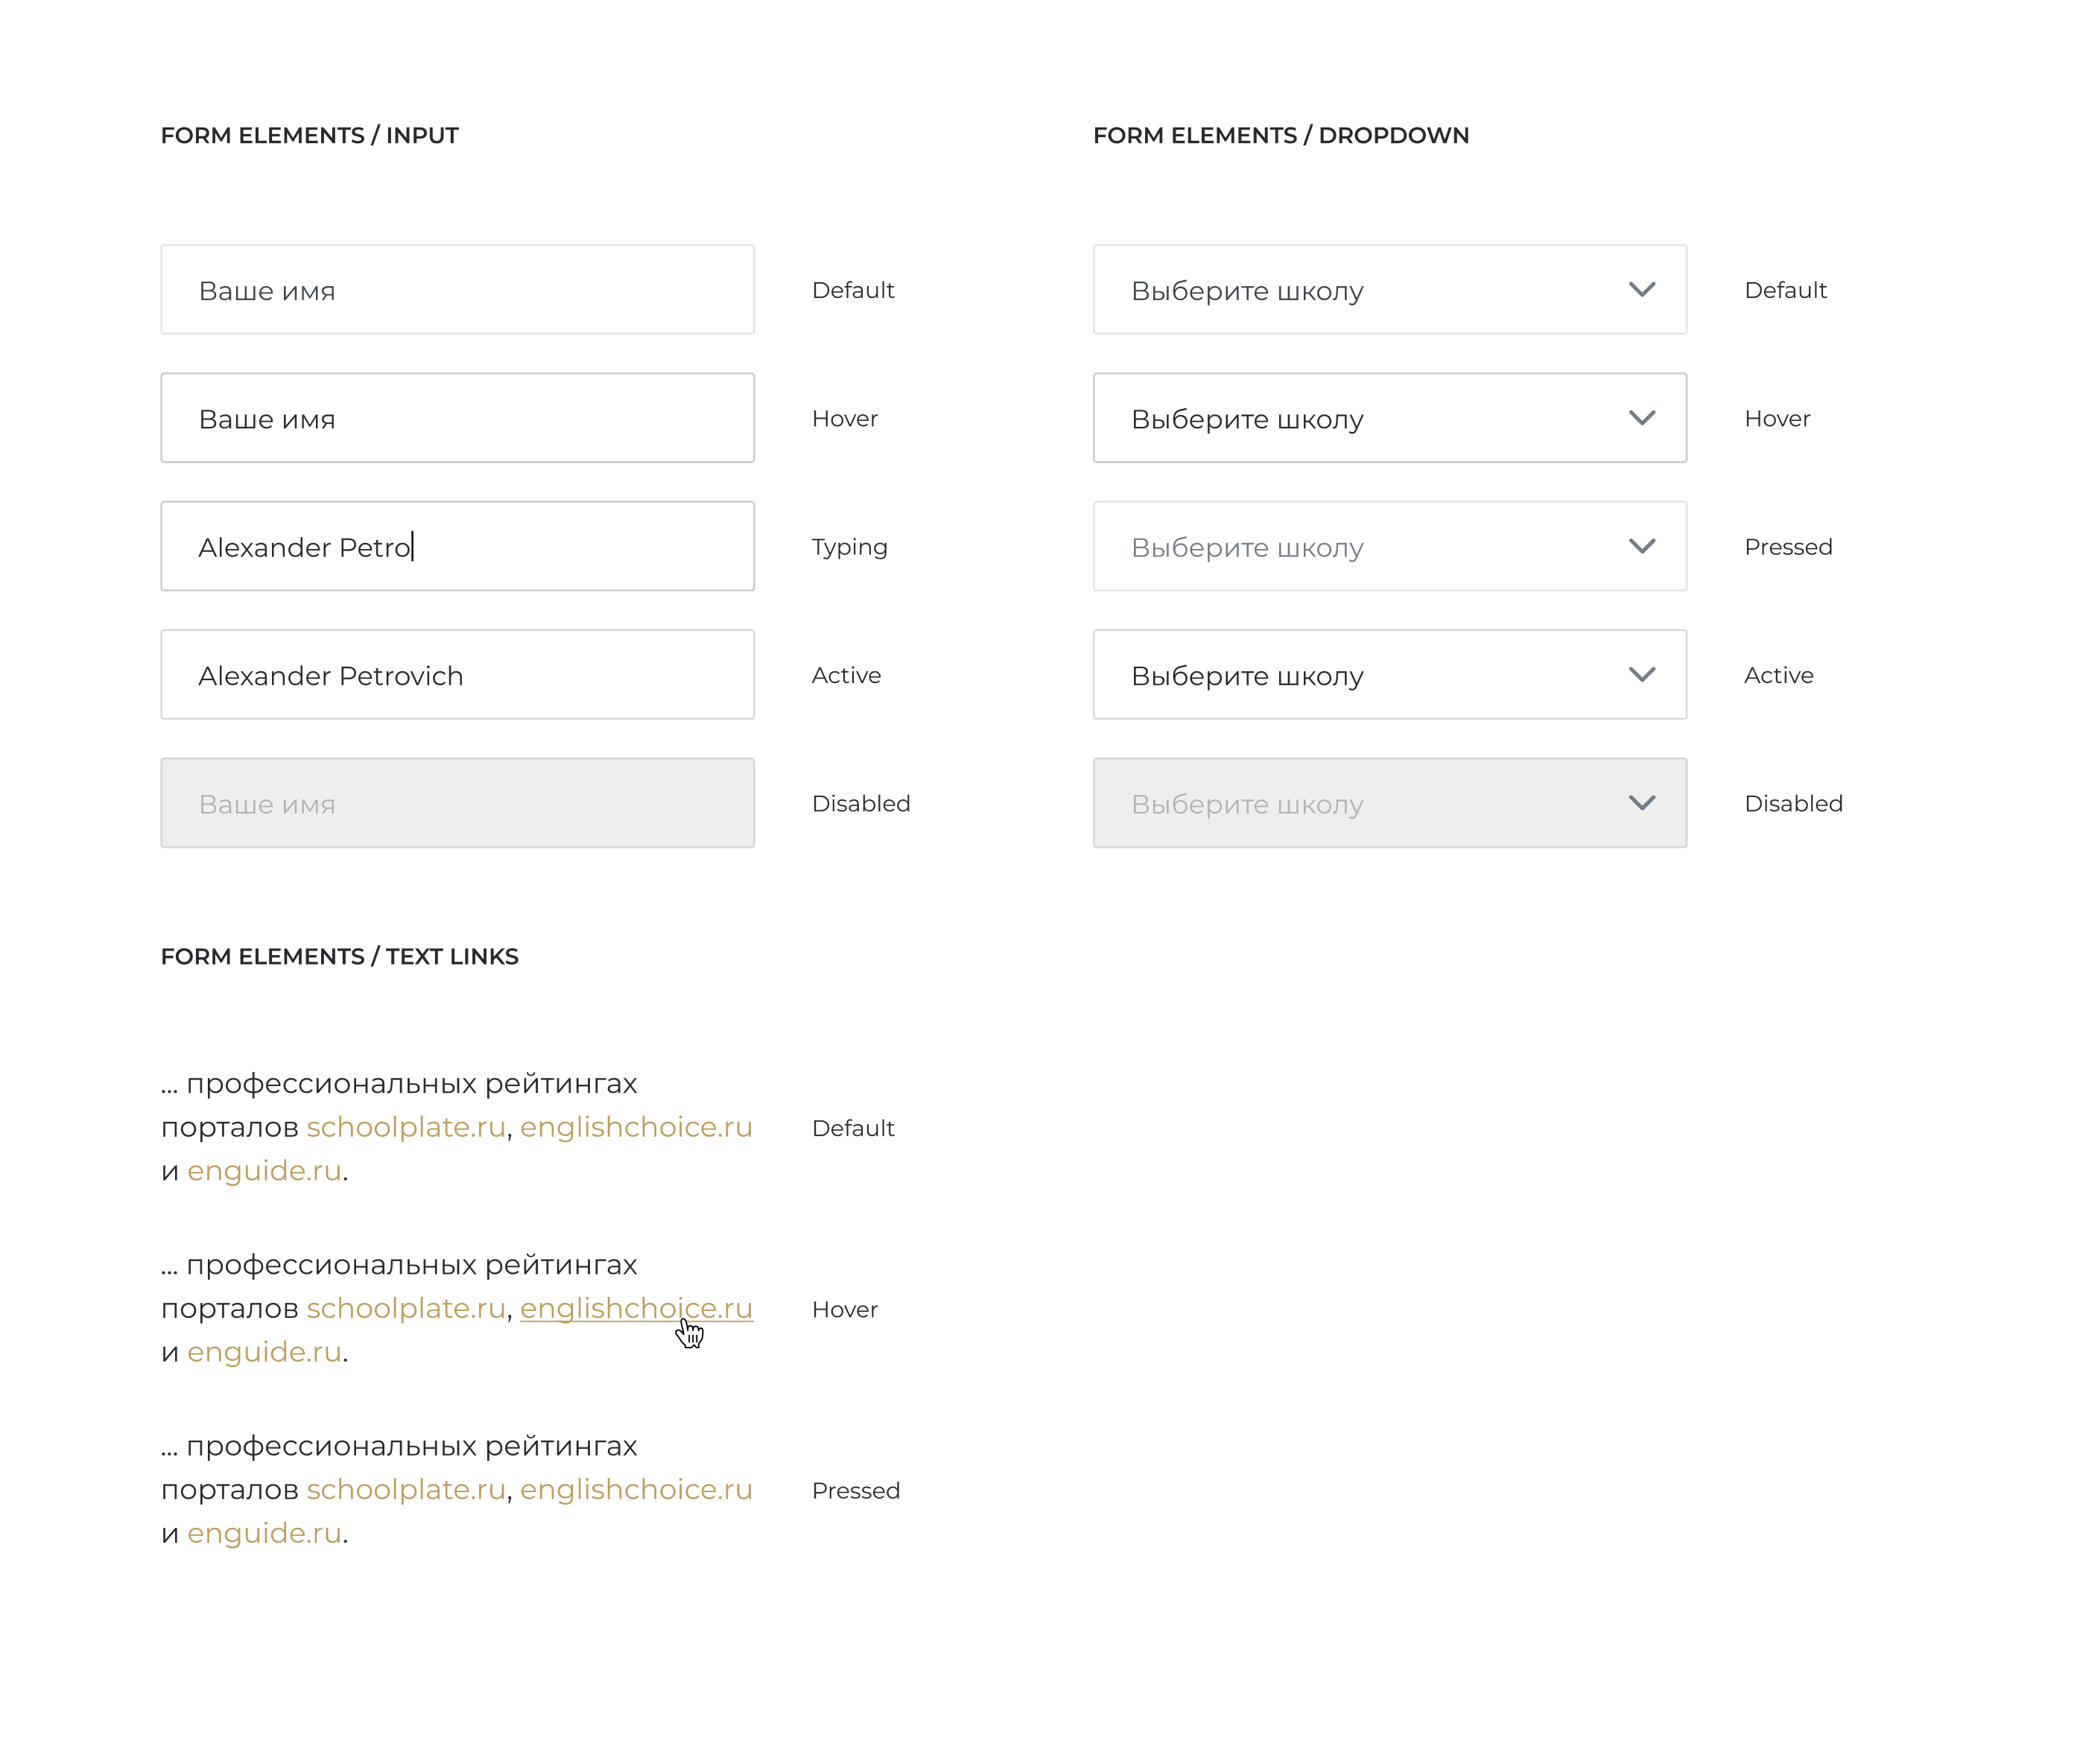 FORM ELEMENTS / INPUT
Ваше имя
Default
Ваше имя
Hover
Alexander Petro
Typing
Alexander Petrovich
Active
Ваше имя
Disabled
FORM ELEMENTS / DROPDOWN
Выберите школу
Default
Выберите школу
Hover
Выберите школу
Pressed
Выберите школу
Active
Выберите школу
Disabled
FORM ELEMENTS / TEXT LINKS
... профессиональных рейтингах
порталов schoolplate.ru, englishchoice.ru
и enguide.ru.
Default
... профессиональных рейтингах
порталов schoolplate.ru, englishchoice.ru
и enguide.ru.
Hover
... профессиональных рейтингах
порталов schoolplate.ru, englishchoice.ru
и enguide.ru.
Pressed